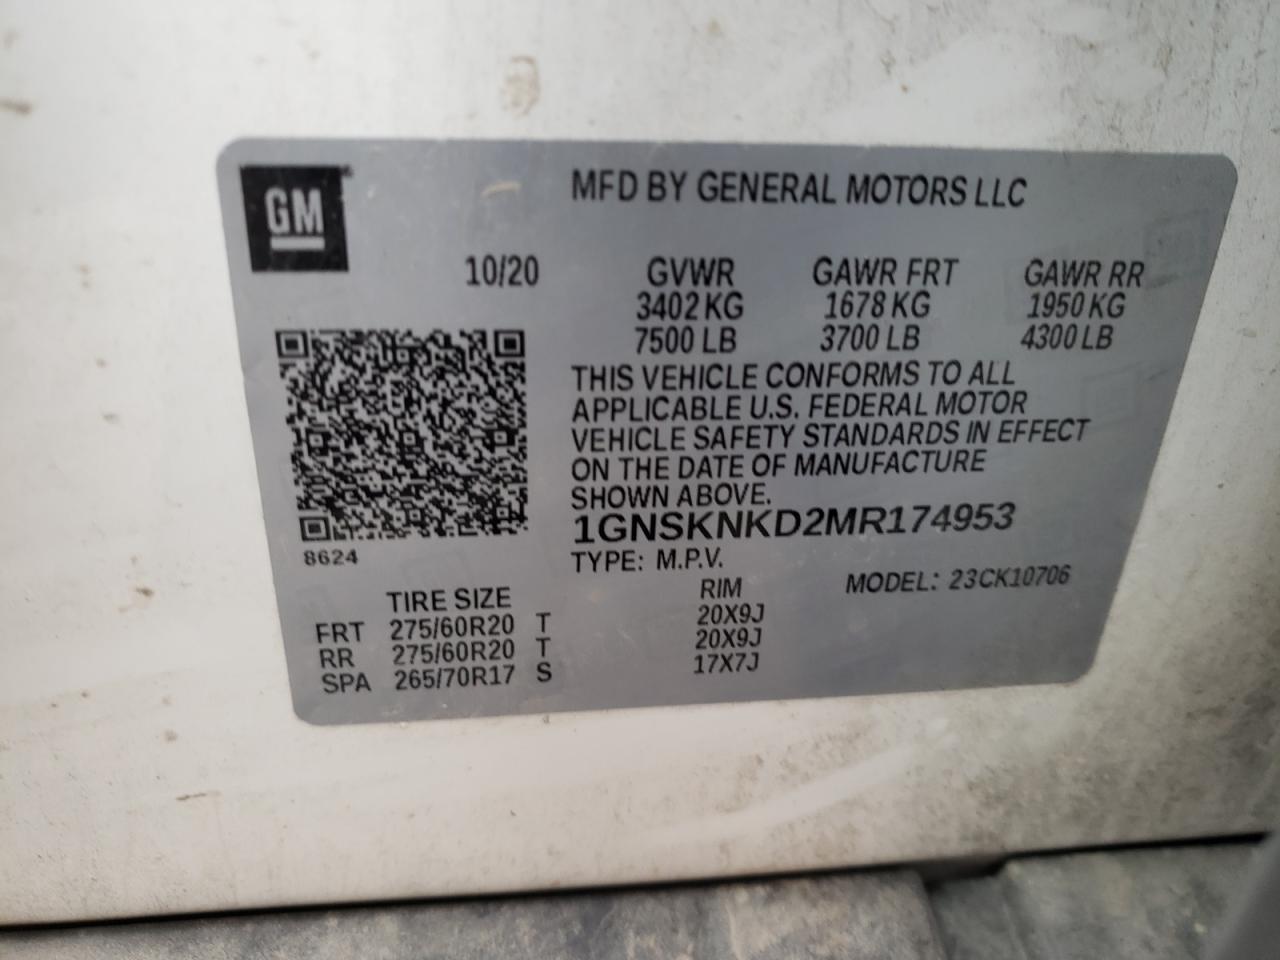 GM
MFD BY GENERAL MOTORS LLC
10/20 GVWR GAWR FRT GAWR RR
3402 KG 1678 KG 1950 KG
7500 LB 3700 LB 4300 LB
THIS VEHICLE CONFORMS TO ALL
APPLICABLE U.S. FEDERAL MOTOR
VEHICLE SAFETY STANDARDS IN EFFECT
ON THE DATE OF MANUFACTURE
SHOWN ABOVE.
1GNSKNKD2MR174953
8624
TYPE: M.P.V.
MODEL: 23CK10706
TIRE SIZE RIM
FRT 275/60R20 T 20X9J
RR 275/60R20 T 20X9J
SPA 265/70R17 S 17X7J